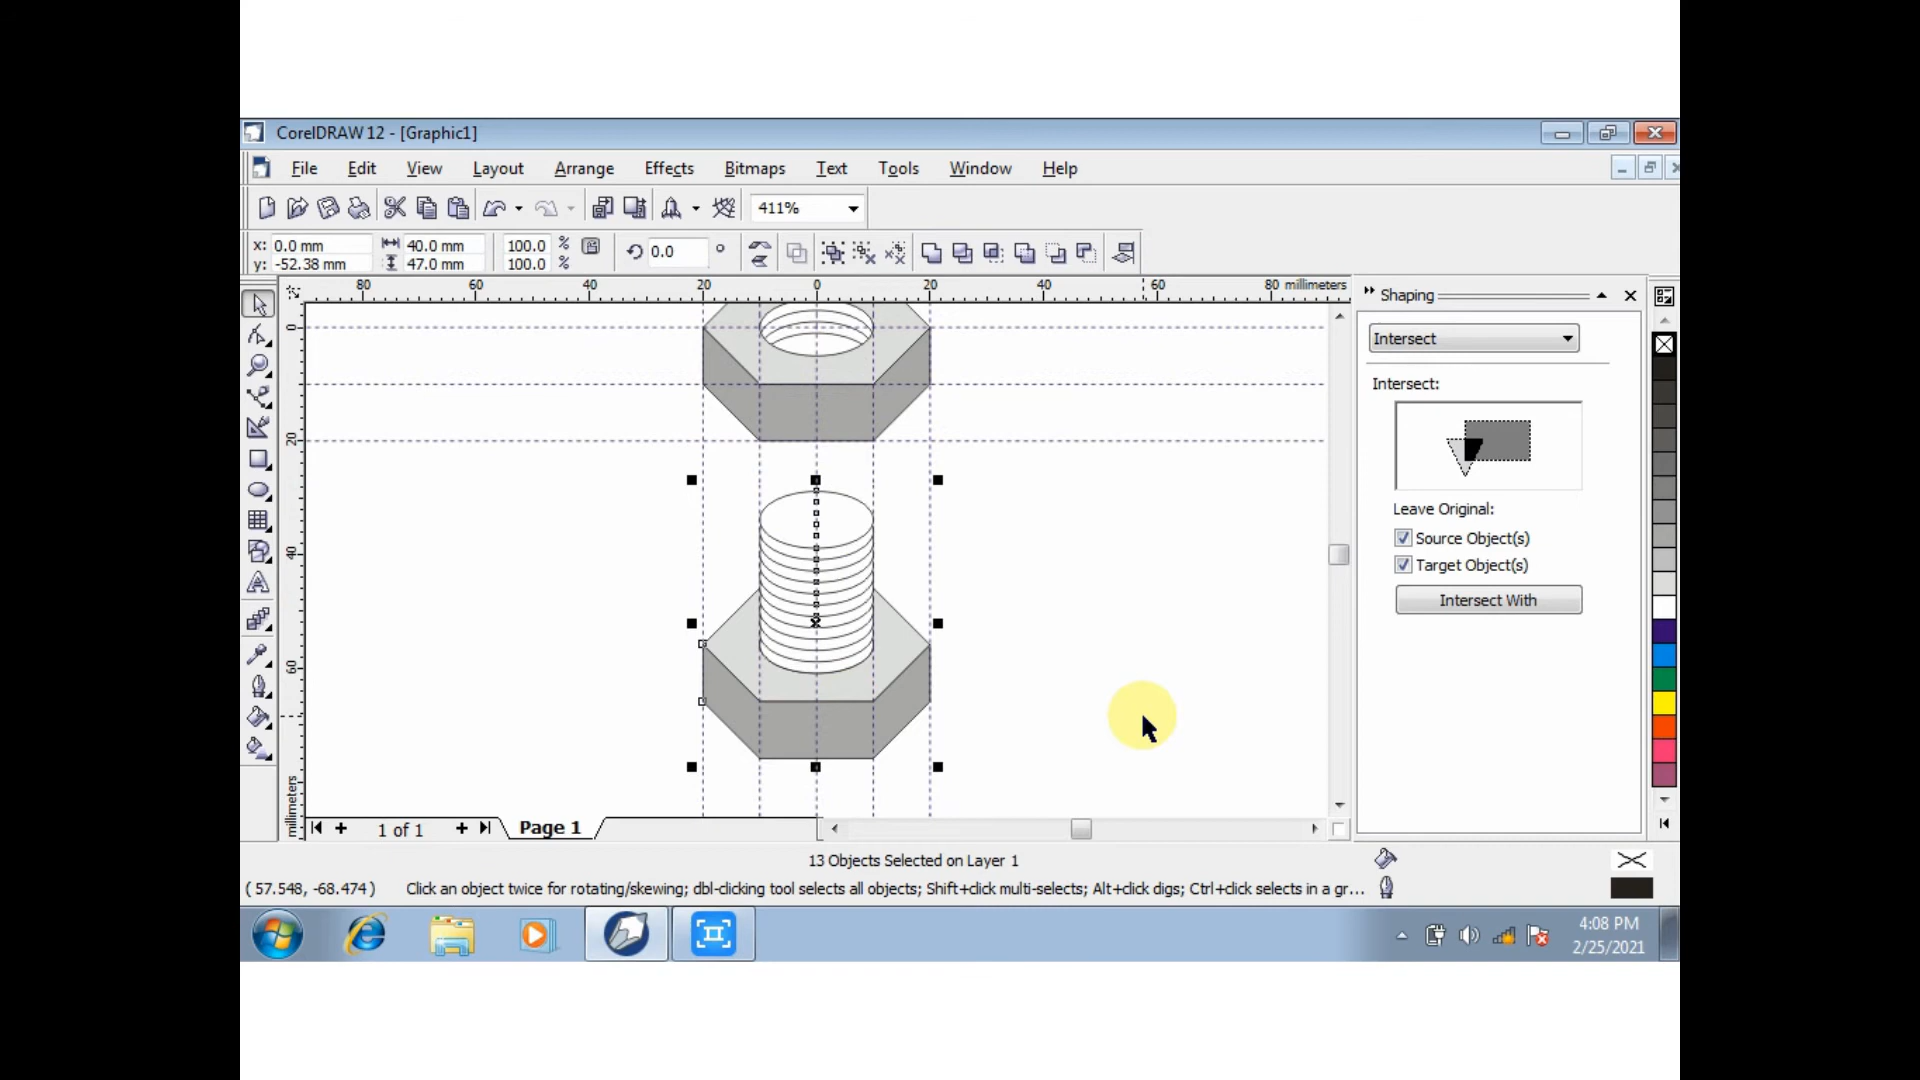 CorelDRAW 12 - [Graphic1]
File Edit View Layout Arrange Effects Bitmaps Text Tools Window Help
411%
x: 0.0 mm 40.0 mm 100.0 % 0.0 °
y: -52.38 mm 47.0 mm 100.0 %
80 60 40 20 0 20 40 60 80 millimeters
Shaping
Intersect
Intersect:
Leave Original:
Source Object(s)
Target Object(s)
Intersect With
0
20
40
60
millimeters
1 of 1 Page 1
13 Objects Selected on Layer 1
( 57.548, -68.474 ) Click an object twice for rotating/skewing; dbl-clicking tool selects all objects; Shift+click multi-selects; Alt+click digs; Ctrl+click selects in a gr...
4:08 PM
2/25/2021